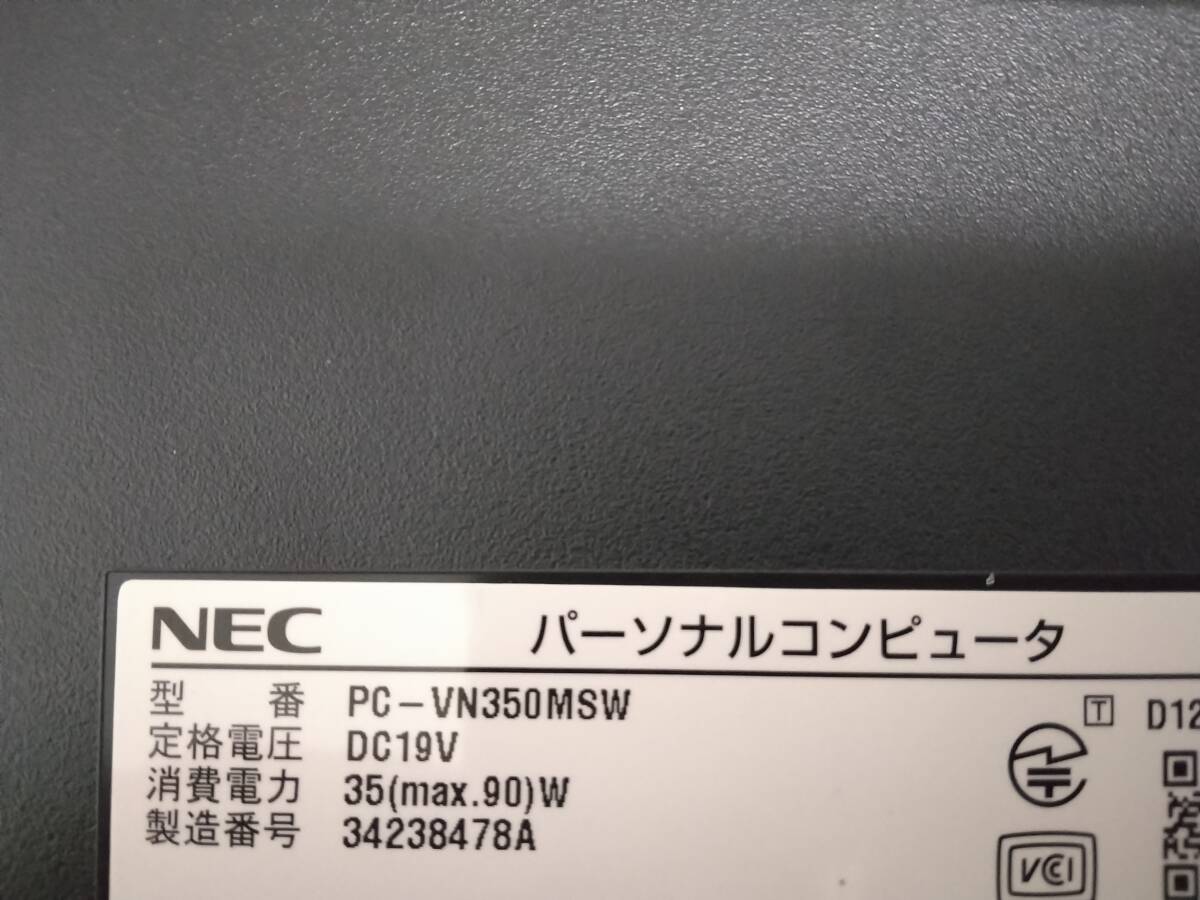 NEC パーソナルコンピュータ
型番 PC-VN350MSW
定格電圧 DC19V
消費電力 35(max.90)W
製造番号 34238478A
T D12
VCCI